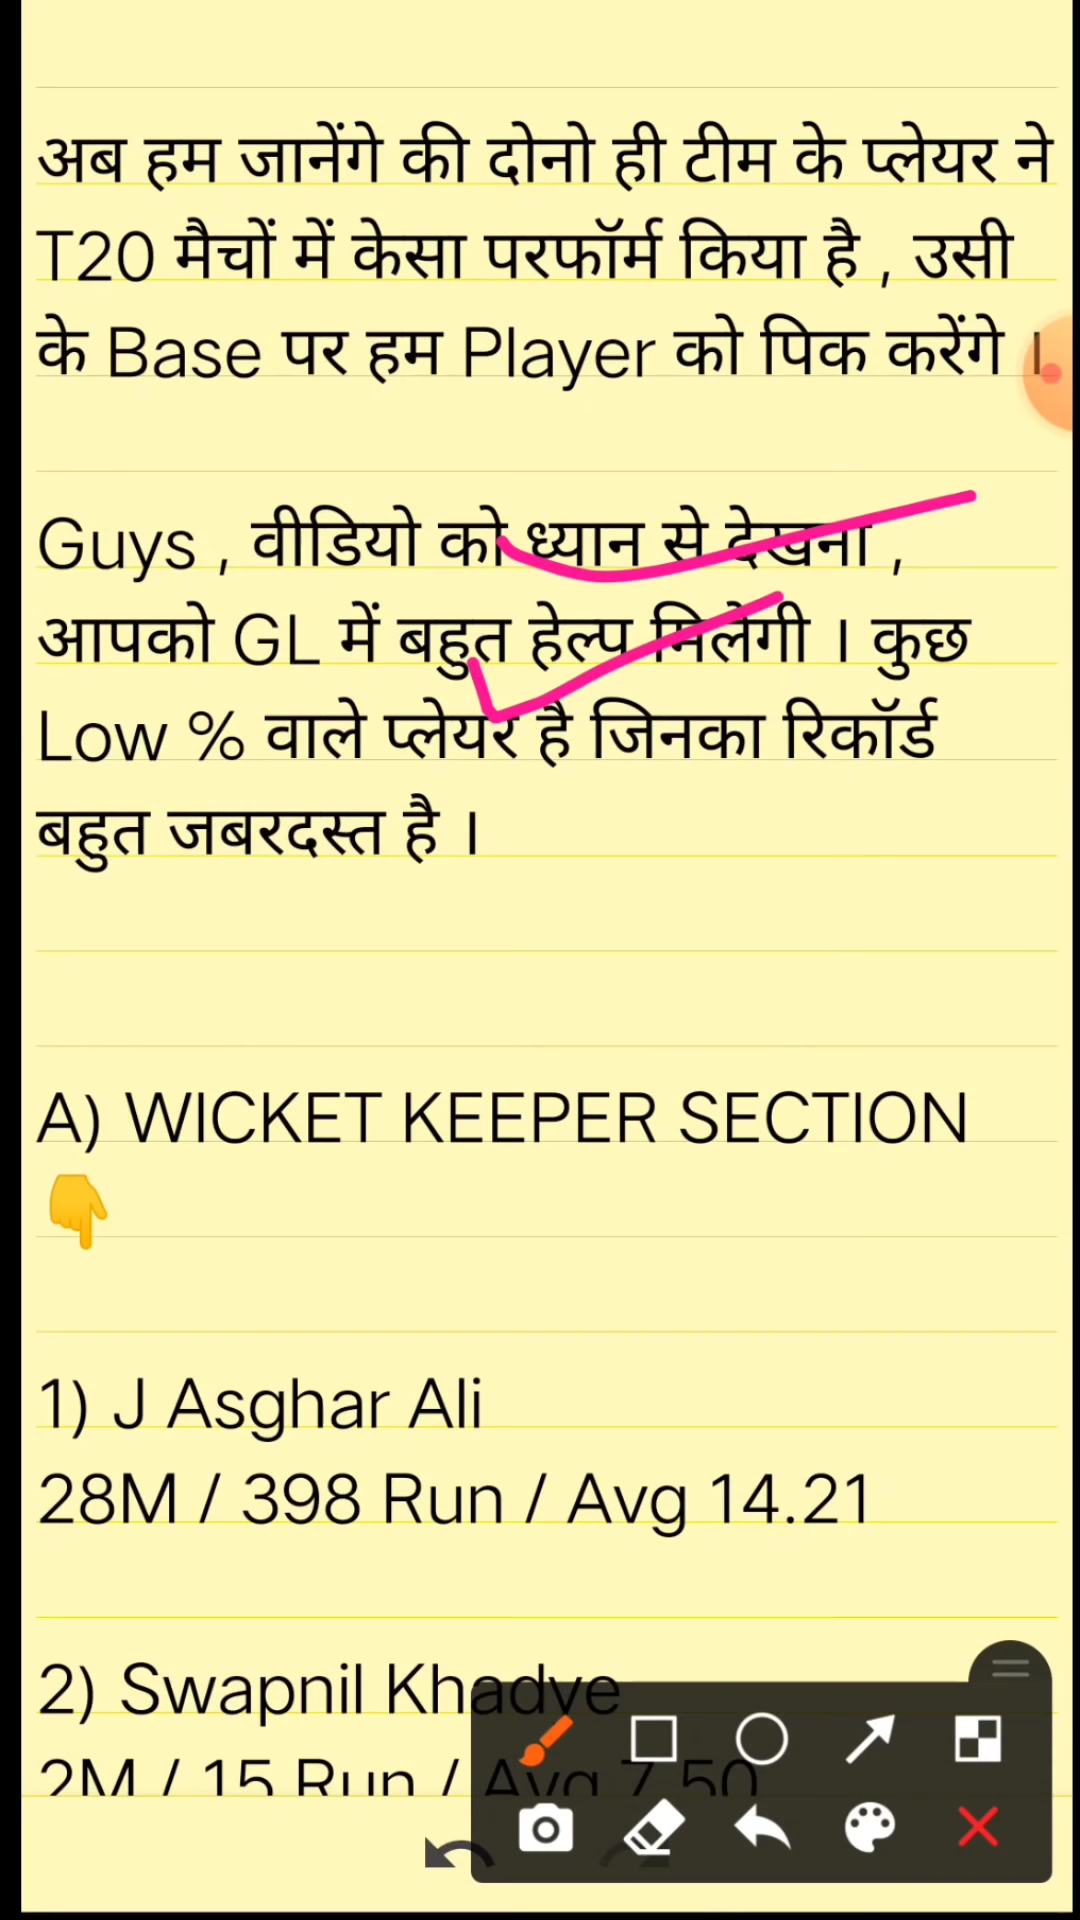 अब हम जानेंगे की दोनो ही टीम के प्लेयर ने
T20 मैचों में केसा परफॉर्म किया है , उसी
के Base पर हम Player को पिक करेंगे ।
Guys , वीडियो को ध्यान से देखना ,
आपको GL में बहुत हेल्प मिलेगी । कुछ
Low % वाले प्लेयर है जिनका रिकॉर्ड
बहुत जबरदस्त है ।
A) WICKET KEEPER SECTION
👇
1) J Asghar Ali
28M / 398 Run / Avg 14.21
2) Swapnil Khadye
2M / 15 Run / Avg 7.50